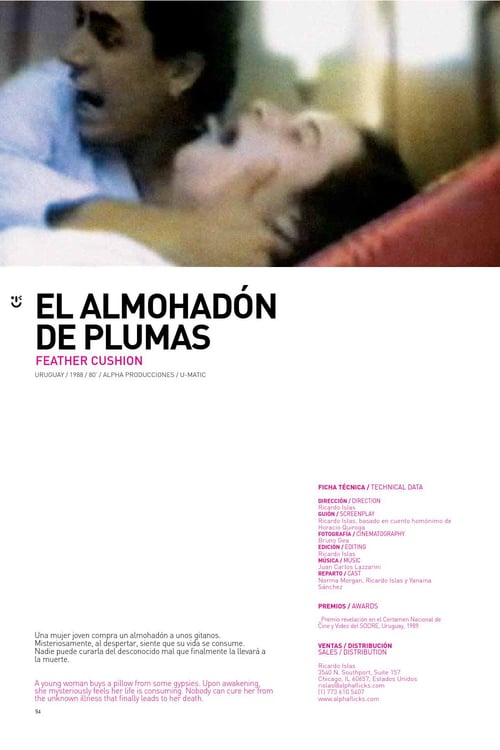 EL ALMOHADÓN
DE PLUMAS
FEATHER CUSHION
URUGUAY / 1988 / 80' / ALPHA PRODUCCIONES / U-MATIC
FICHA TÉCNICA / TECHNICAL DATA
DIRECCIÓN / DIRECTION
Ricardo Islas
GUIÓN / SCREENPLAY
Ricardo Islas, basado en cuento homónimo de
Horacio Quiroga
FOTOGRAFÍA / CINEMATOGRAPHY
Bruno Gea
EDICIÓN / EDITING
Ricardo Islas
MÚSICA / MUSIC
Juan Carlos Lazzarini
REPARTO / CAST
Norma Morgan, Ricardo Islas y Yanaina
Sánchez
PREMIOS / AWARDS
Premio revelación en el Certamen Nacional de
Cine y Video del SODRE, Uruguay, 1989
VENTAS / DISTRIBUCIÓN
SALES / DISTRIBUTION
Ricardo Islas
3540 N. Southport, Suite 157
Chicago, IL 60657, Estados Unidos
rislas@alphaflicks.com
(1) 773 610 5407
www.alphaflicks.com
Una mujer joven compra un almohadón a unos gitanos.
Misteriosamente, al despertar, siente que su vida se consume.
Nadie puede curarla del desconocido mal que finalmente la llevará a
la muerte.
A young woman buys a pillow from some gypsies. Upon awakening,
she mysteriously feels her life is consuming. Nobody can cure her from
the unknown illness that finally leads to her death.
94